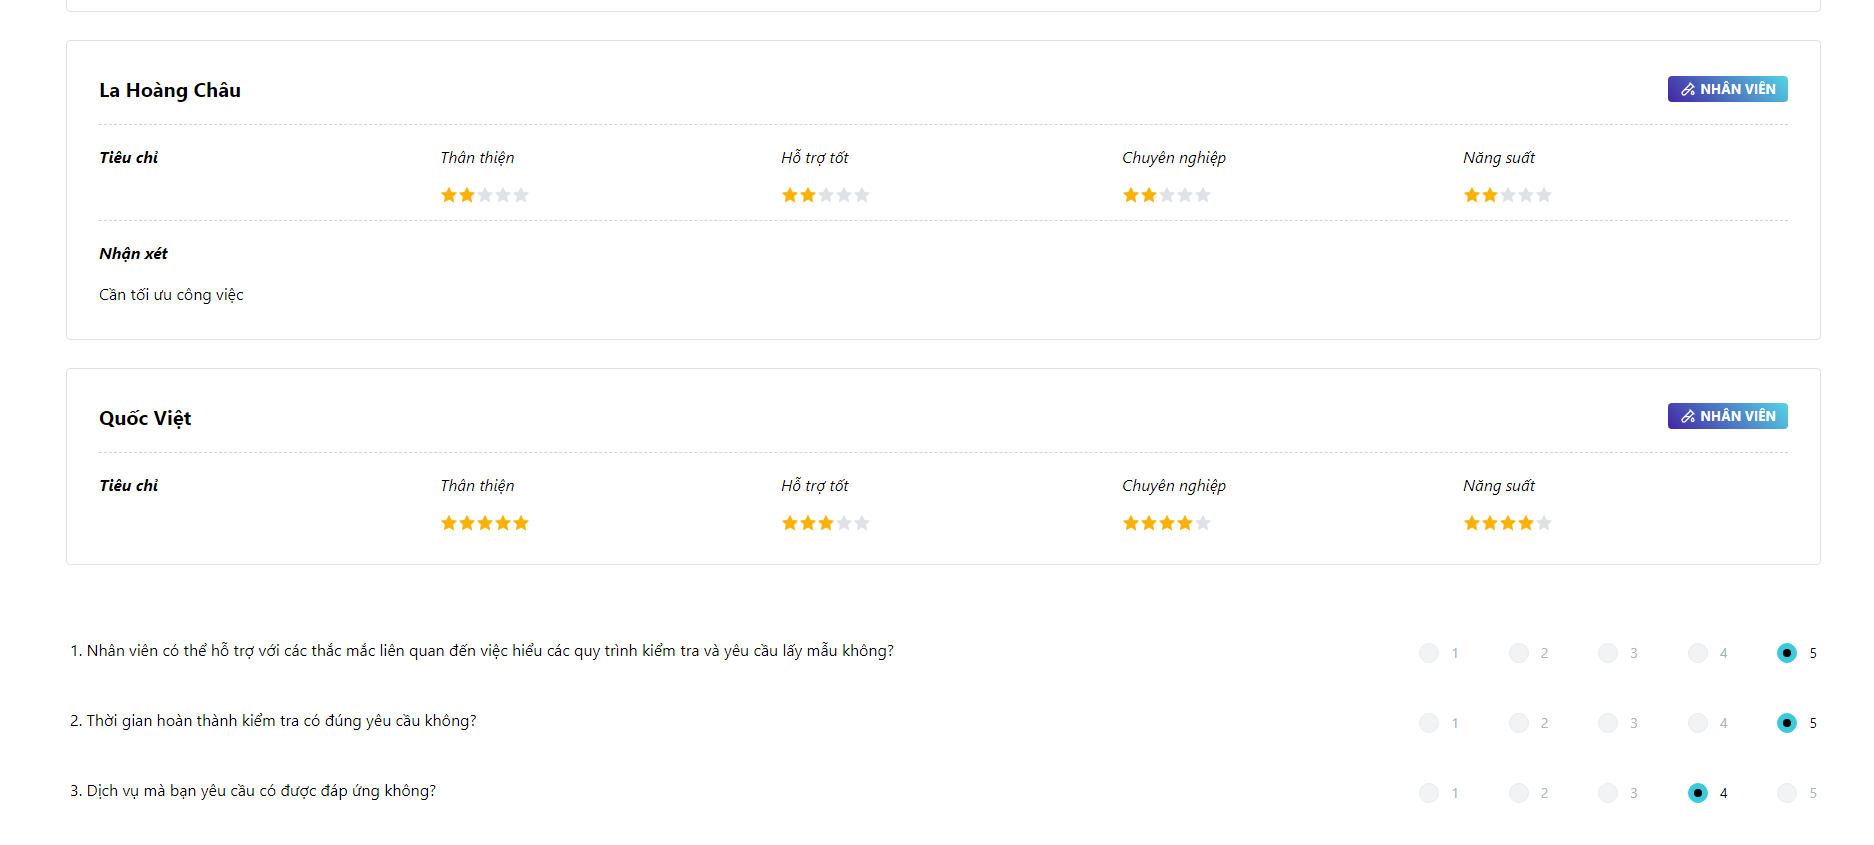 La Hoàng Châu
NHÂN VIÊN
Tiêu chỉ
Thân thiện
Hỗ trợ tốt
Chuyên nghiệp
Năng suất
Nhận xét
Cần tối ưu công việc
Quốc Việt
NHÂN VIÊN
Tiêu chỉ
Thân thiện
Hỗ trợ tốt
Chuyên nghiệp
Năng suất
1. Nhân viên có thể hỗ trợ với các thắc mắc liên quan đến việc hiểu các quy trình kiểm tra và yêu cầu lấy mẫu không?
1 2 3 4 5
2. Thời gian hoàn thành kiểm tra có đúng yêu cầu không?
1 2 3 4 5
3. Dịch vụ mà bạn yêu cầu có được đáp ứng không?
1 2 3 4 5